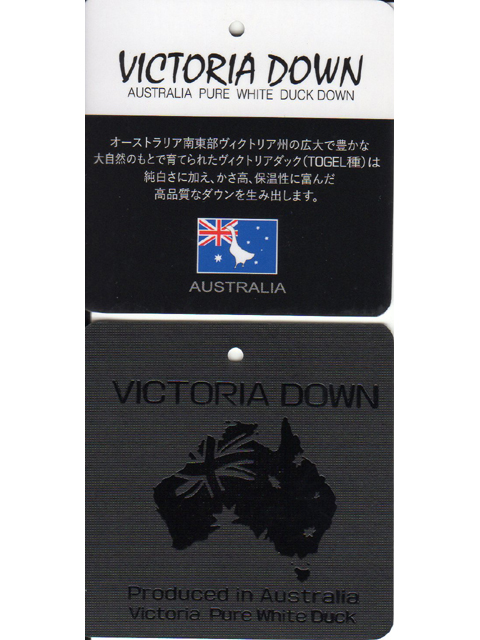 VICTORIA DOWN
AUSTRALIA PURE WHITE DUCK DOWN
オーストラリア南東部ヴィクトリア州の広大で豊かな
大自然のもとで育てられたヴィクトリアダック(TOGEL種)は
純白さに加え、かさ高、保温性に富んだ
高品質なダウンを生み出します。
AUSTRALIA
VICTORIA DOWN
Produced in Australia
Victoria Pure White Duck